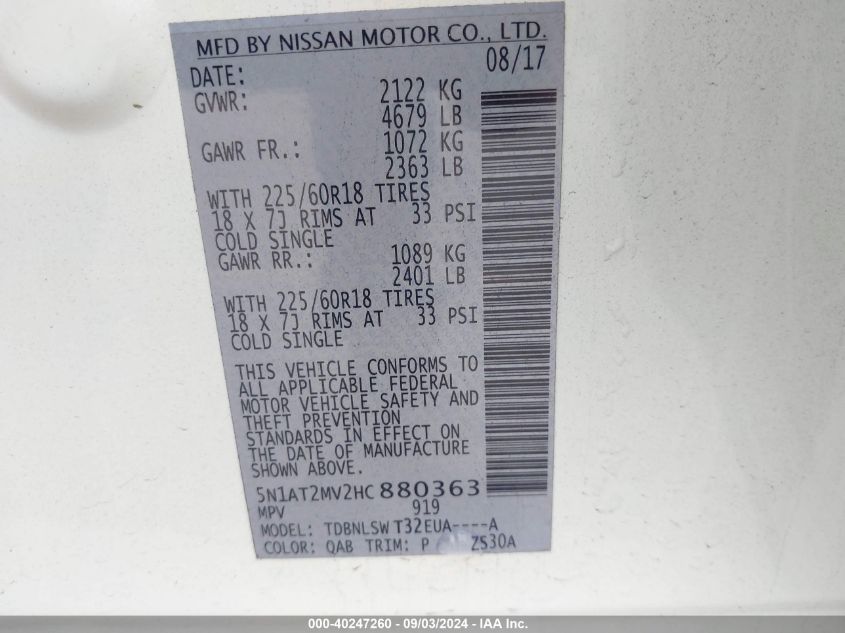 MFD BY NISSAN MOTOR CO., LTD.
DATE: 08/17
GVWR: 2122 KG
4679 LB
GAWR FR.: 1072 KG
2363 LB
WITH 225/60R18 TIRES
18 X 7J RIMS AT 33 PSI
COLD SINGLE
GAWR RR.: 1089 KG
2401 LB
WITH 225/60R18 TIRES
18 X 7J RIMS AT 33 PSI
COLD SINGLE
THIS VEHICLE CONFORMS TO
ALL APPLICABLE FEDERAL
MOTOR VEHICLE SAFETY AND
THEFT PREVENTION
STANDARDS IN EFFECT ON
THE DATE OF MANUFACTURE
SHOWN ABOVE.
5N1AT2MV2HC880363
MPV 919
MODEL: TDBNLSW T32EUA----A
COLOR: QAB TRIM: P ZS30A
000-40247260 - 09/03/2024 - IAA Inc.